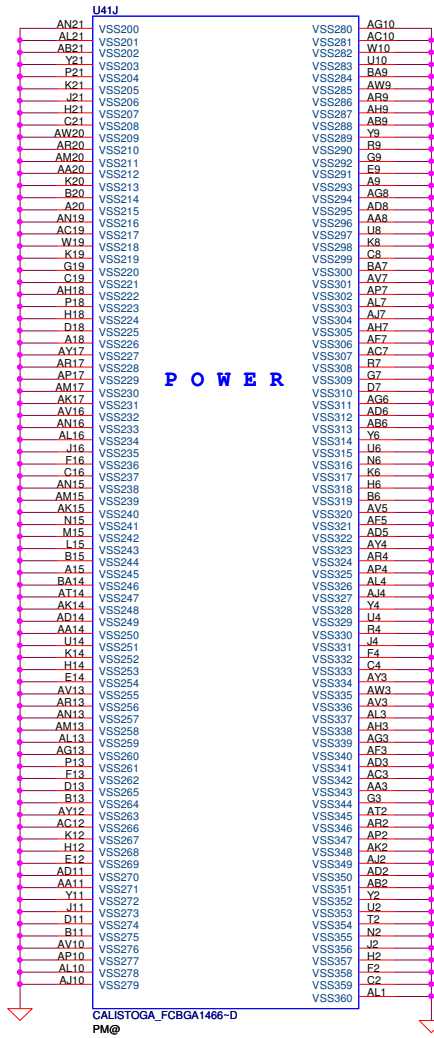 U41J
AN21 VSS200 VSS280 AG10
AL21 VSS201 VSS281 AC10
AB21 VSS202 VSS282 W10
Y21 VSS203 VSS283 U10
P21 VSS204 VSS284 BA9
K21 VSS205 VSS285 AW9
J21 VSS206 VSS286 AR9
H21 VSS207 VSS287 AH9
C21 VSS208 VSS288 AB9
AW20 VSS209 VSS289 Y9
AR20 VSS210 VSS290 R9
AM20 VSS211 VSS292 G9
AA20 VSS212 VSS291 E9
K20 VSS213 VSS293 A9
B20 VSS214 VSS294 AG8
A20 VSS215 VSS295 AD8
AN19 VSS216 VSS296 AA8
AC19 VSS217 VSS297 U8
W19 VSS218 VSS298 K8
K19 VSS219 VSS299 C8
G19 VSS220 VSS300 BA7
C19 VSS221 VSS301 AV7
AH18 VSS222 VSS302 AP7
P18 VSS223 VSS303 AL7
H18 VSS224 VSS304 AJ7
D18 VSS225 VSS305 AH7
A18 VSS226 VSS306 AF7
AY17 VSS227 VSS307 AC7
AR17 VSS228 VSS308 R7
AP17 VSS229 POWER VSS309 G7
AM17 VSS230 VSS310 D7
AK17 VSS231 VSS311 AG6
AV16 VSS232 VSS312 AD6
AN16 VSS233 VSS313 AB6
AL16 VSS234 VSS314 Y6
J16 VSS235 VSS315 U6
F16 VSS236 VSS316 N6
C16 VSS237 VSS317 K6
AN15 VSS238 VSS318 H6
AM15 VSS239 VSS319 B6
AK15 VSS240 VSS320 AV5
N15 VSS241 VSS321 AF5
M15 VSS242 VSS322 AD5
L15 VSS243 VSS323 AY4
B15 VSS244 VSS324 AR4
A15 VSS245 VSS325 AP4
BA14 VSS246 VSS326 AL4
AT14 VSS247 VSS327 AJ4
AK14 VSS248 VSS328 Y4
AD14 VSS249 VSS329 U4
AA14 VSS250 VSS330 R4
U14 VSS251 VSS331 J4
K14 VSS252 VSS332 F4
H14 VSS253 VSS333 C4
E14 VSS254 VSS334 AY3
AV13 VSS255 VSS335 AW3
AR13 VSS256 VSS336 AV3
AN13 VSS257 VSS337 AL3
AM13 VSS258 VSS338 AH3
AL13 VSS259 VSS339 AG3
AG13 VSS260 VSS340 AF3
P13 VSS261 VSS341 AD3
F13 VSS262 VSS342 AC3
D13 VSS263 VSS343 AA3
B13 VSS264 VSS344 G3
AY12 VSS265 VSS345 AT2
AC12 VSS266 VSS346 AR2
K12 VSS267 VSS347 AP2
H12 VSS268 VSS348 AK2
E12 VSS269 VSS349 AJ2
AD11 VSS270 VSS350 AD2
AA11 VSS271 VSS351 AB2
Y11 VSS272 VSS352 Y2
J11 VSS273 VSS353 U2
D11 VSS274 VSS354 T2
B11 VSS275 VSS355 N2
AV10 VSS276 VSS356 J2
AP10 VSS277 VSS357 H2
AL10 VSS278 VSS358 F2
AJ10 VSS279 VSS359 C2
VSS360 AL1
CALISTOGA_FCBGA1466~D
PM@